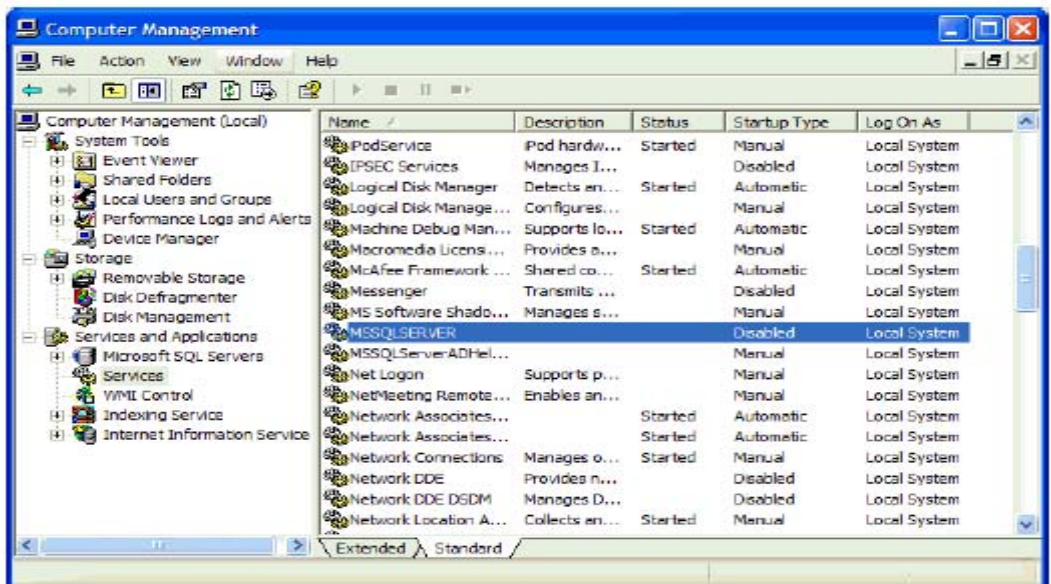 Computer Management
File Action View Window Help
Computer Management (Local)
System Tools
Event Viewer
Shared Folders
Local Users and Groups
Performance Logs and Alerts
Device Manager
Storage
Removable Storage
Disk Defragmenter
Disk Management
Services and Applications
Microsoft SQL Servers
Services
WMI Control
Indexing Service
Internet Information Service
Name Description Status Startup Type Log On As
iPodService iPod hardw... Started Manual Local System
IPSEC Services Manages I... Disabled Local System
Logical Disk Manager Detects an... Started Automatic Local System
Logical Disk Manage... Configures... Manual Local System
Machine Debug Man... Supports lo... Started Automatic Local System
Macromedia Licens... Provides a... Manual Local System
McAfee Framework ... Shared co... Started Automatic Local System
Messenger Transmits ... Disabled Local System
MS Software Shado... Manages s... Manual Local System
MSSQLSERVER Disabled Local System
MSSQLServerADHel... Manual Local System
Net Logon Supports p... Manual Local System
NetMeeting Remote... Enables an... Manual Local System
Network Associates... Started Automatic Local System
Network Associates... Started Automatic Local System
Network Connections Manages o... Started Manual Local System
Network DDE Provides n... Disabled Local System
Network DDE DSDM Manages D... Disabled Local System
Network Location A... Collects an... Started Manual Local System
Extended Standard